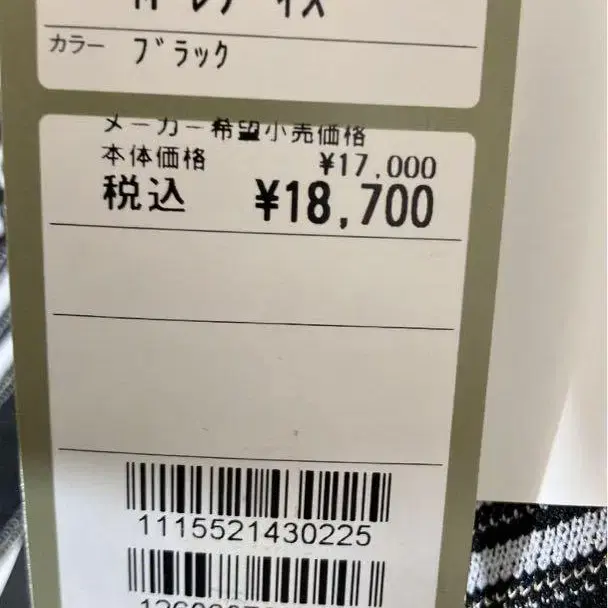 カラー ブラック
メーカー希望小売価格
本体価格 ¥17,000
税込 ¥18,700
1115521430225